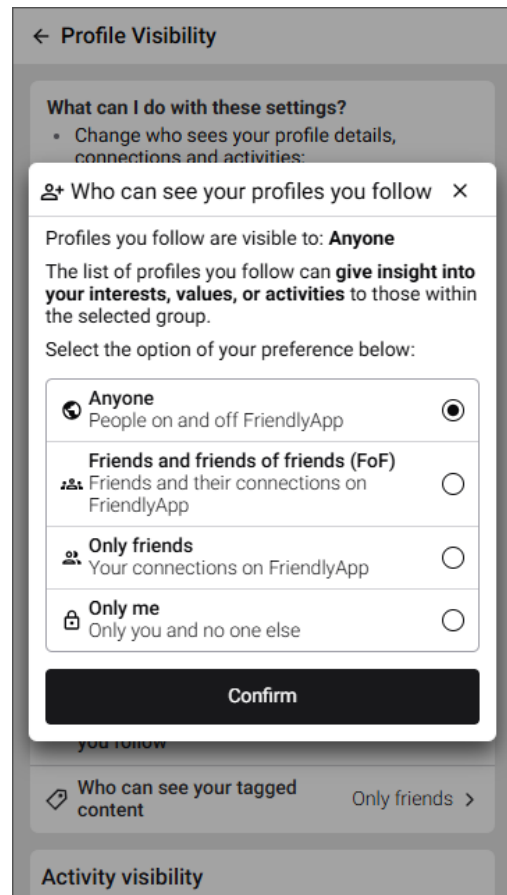 Profile Visibility
What can I do with these settings?
• Change who sees your profile details,
connections and activities:
Who can see your profiles you follow
Profiles you follow are visible to: Anyone
The list of profiles you follow can give insight into
your interests, values, or activities to those within
the selected group.
Select the option of your preference below:
Anyone
People on and off FriendlyApp
Friends and friends of friends (FoF)
Friends and their connections on
FriendlyApp
Only friends
Your connections on FriendlyApp
Only me
Only you and no one else
Confirm
you follow
Who can see your tagged
content
Only friends
Activity visibility